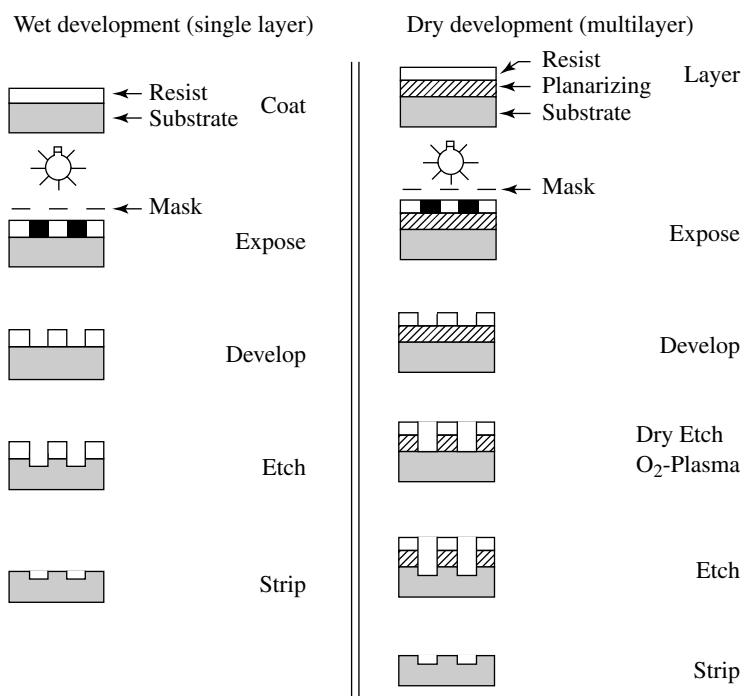 Wet development (single layer)
Resist
Substrate
Coat
Mask
Expose
Develop
Etch
Strip
Dry development (multilayer)
Resist
Planarizing
Substrate
Layer
Mask
Expose
Develop
Dry Etch
O₂-Plasma
Etch
Strip